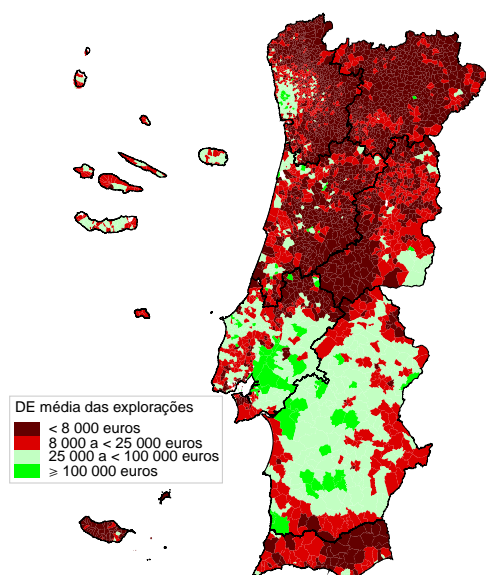 DE média das explorações
< 8 000 euros
8 000 a < 25 000 euros
25 000 a < 100 000 euros
⩾ 100 000 euros